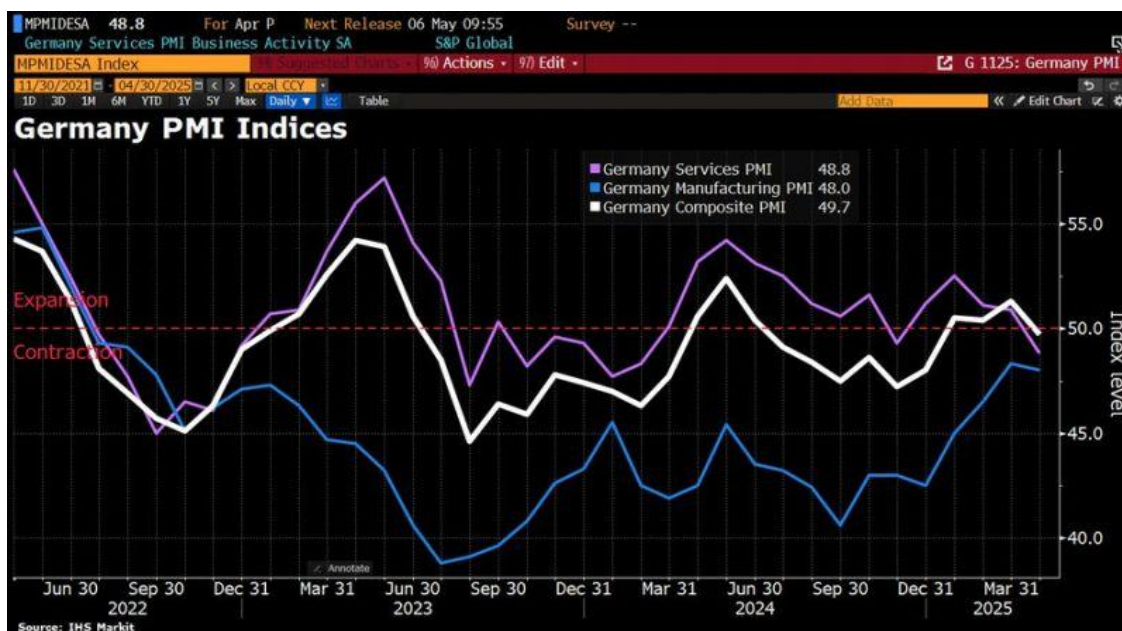 MPMIDESA 48.8 For Apr P Next Release 06 May 09:55 Survey --
Germany Services PMI Business Activity SA S&P Global
MPMIDESA Index 94) Suggested Charts 96) Actions 97) Edit G 1125: Germany PMI
11/30/2021 - 04/30/2025 < > Local CCY
1D 3D 1M 6M YTD 1Y 5Y Max Daily ▼ Table Add Data « Edit Chart
Germany PMI Indices
Germany Services PMI 48.8
Germany Manufacturing PMI 48.0
Germany Composite PMI 49.7
55.0
Expansion
50.0
Contraction
Index level
45.0
40.0
Annotate
Jun 30 Sep 30 Dec 31 Mar 31 Jun 30 Sep 30 Dec 31 Mar 31 Jun 30 Sep 30 Dec 31 Mar 31
2022 2023 2024 2025
Source: IHS Markit